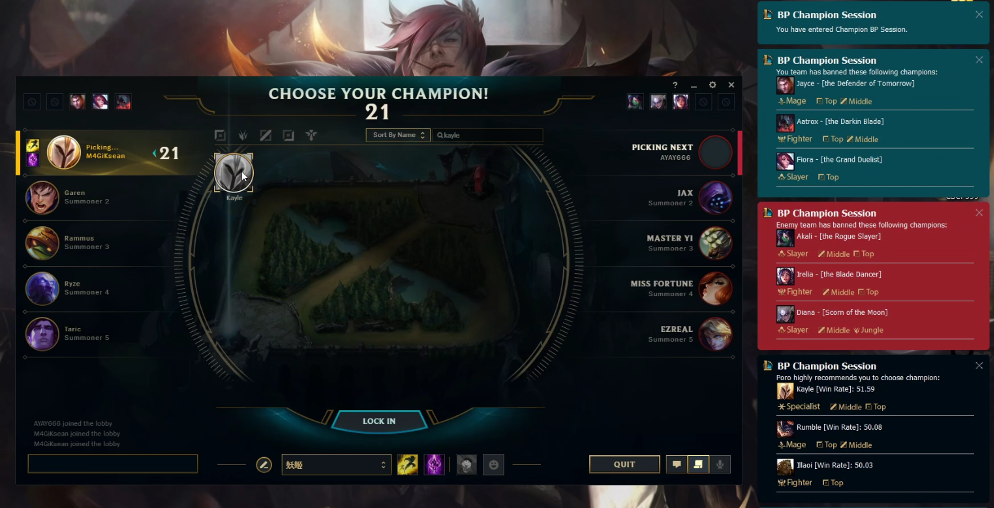 CHOOSE YOUR CHAMPION!
21
Sort By Name
kayle
Picking...
M4GiKsean
21
Kayle
Garen
Summoner 2
Rammus
Summoner 3
Ryze
Summoner 4
Taric
Summoner 5
PICKING NEXT
AYAY666
JAX
Summoner 2
MASTER YI
Summoner 3
MISS FORTUNE
Summoner 4
EZREAL
Summoner 5
LOCK IN
AYAY666 joined the lobby
M4GiKsean joined the lobby
M4GiKsean joined the lobby
妖姬
QUIT
BP Champion Session
You have entered Champion BP Session.
BP Champion Session
You team has banned these following champions:
Jayce - [the Defender of Tomorrow]
Mage Top Middle
Aatrox - [the Darkin Blade]
Fighter Top Middle
Fiora - [the Grand Duelist]
Slayer Top
BP Champion Session
Enemy team has banned these following champions:
Akali - [the Rogue Slayer]
Slayer Middle Top
Irelia - [the Blade Dancer]
Fighter Middle Top
Diana - [Scorn of the Moon]
Slayer Middle Jungle
BP Champion Session
Poro highly recommends you to choose champion:
Kayle [Win Rate]: 51.59
Specialist Middle Top
Rumble [Win Rate]: 50.08
Mage Top Middle
Illaoi [Win Rate]: 50.03
Fighter Top